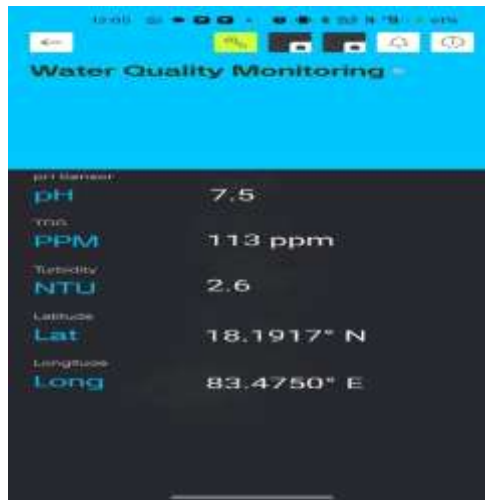 Water Quality Monitoring
pH Sensor
pH 7.5
TDS
PPM 113 ppm
Turbidity
NTU 2.6
Latitude
Lat 18.1917° N
Longitude
Long 83.4750° E